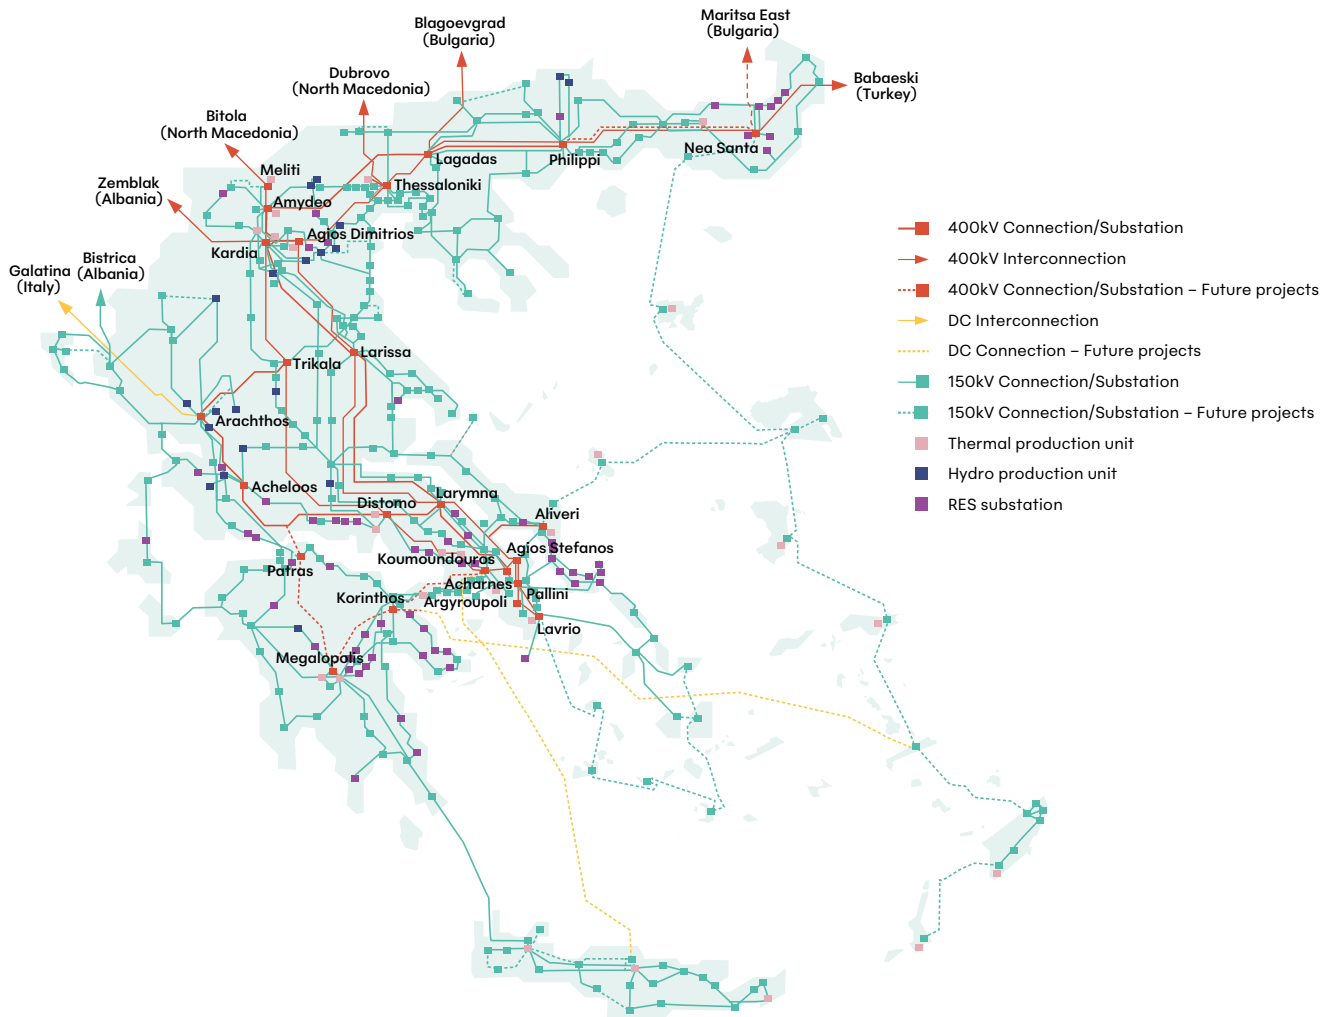 Maritsa East
(Bulgaria)
Blagoevgrad
(Bulgaria)
Dubrovo
(North Macedonia)
Babaeski
(Turkey)
Bitola
(North Macedonia)
Nea Santa
Lagadas
Philippi
Meliti
Thessaloniki
Zemblak
(Albania)
Amydeo
Agios Dimitrios
Kardia
Bistrica
(Albania)
Galatina
(Italy)
Larissa
Trikala
Arachthos
Acheloos
Larymna
Distomo
Aliveri
Agios Stefanos
Koumoundouros
Patras
Acharnes
Pallini
Korinthos
Argyroupoli
Lavrio
Megalopolis
400kV Connection/Substation
400kV Interconnection
400kV Connection/Substation – Future projects
DC Interconnection
DC Connection – Future projects
150kV Connection/Substation
150kV Connection/Substation – Future projects
Thermal production unit
Hydro production unit
RES substation